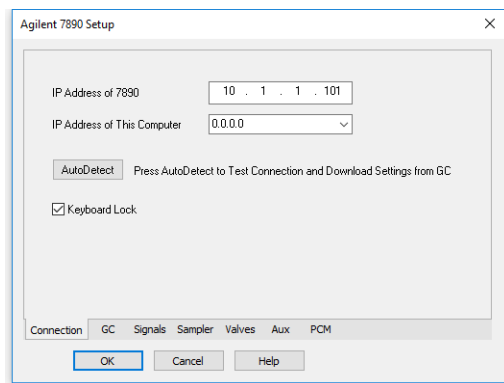 Agilent 7890 Setup
IP Address of 7890 10 . 1 . 1 . 101
IP Address of This Computer 0.0.0.0
AutoDetect Press AutoDetect to Test Connection and Download Settings from GC
Keyboard Lock
Connection GC Signals Sampler Valves Aux PCM
OK Cancel Help